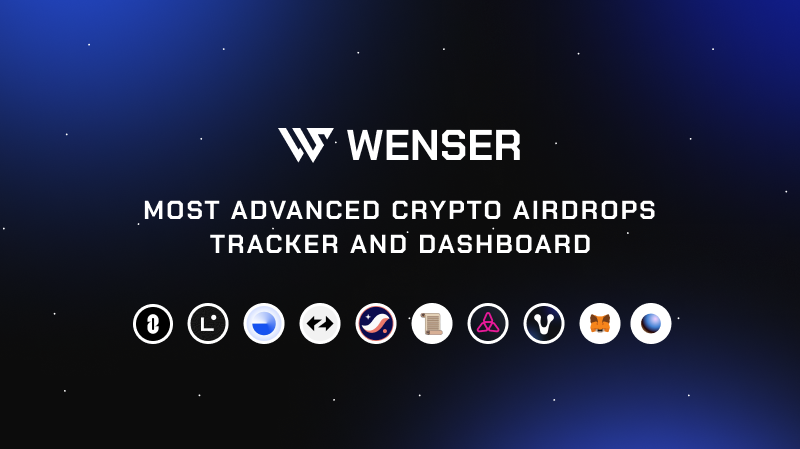 WENSER
MOST ADVANCED CRYPTO AIRDROPS
TRACKER AND DASHBOARD